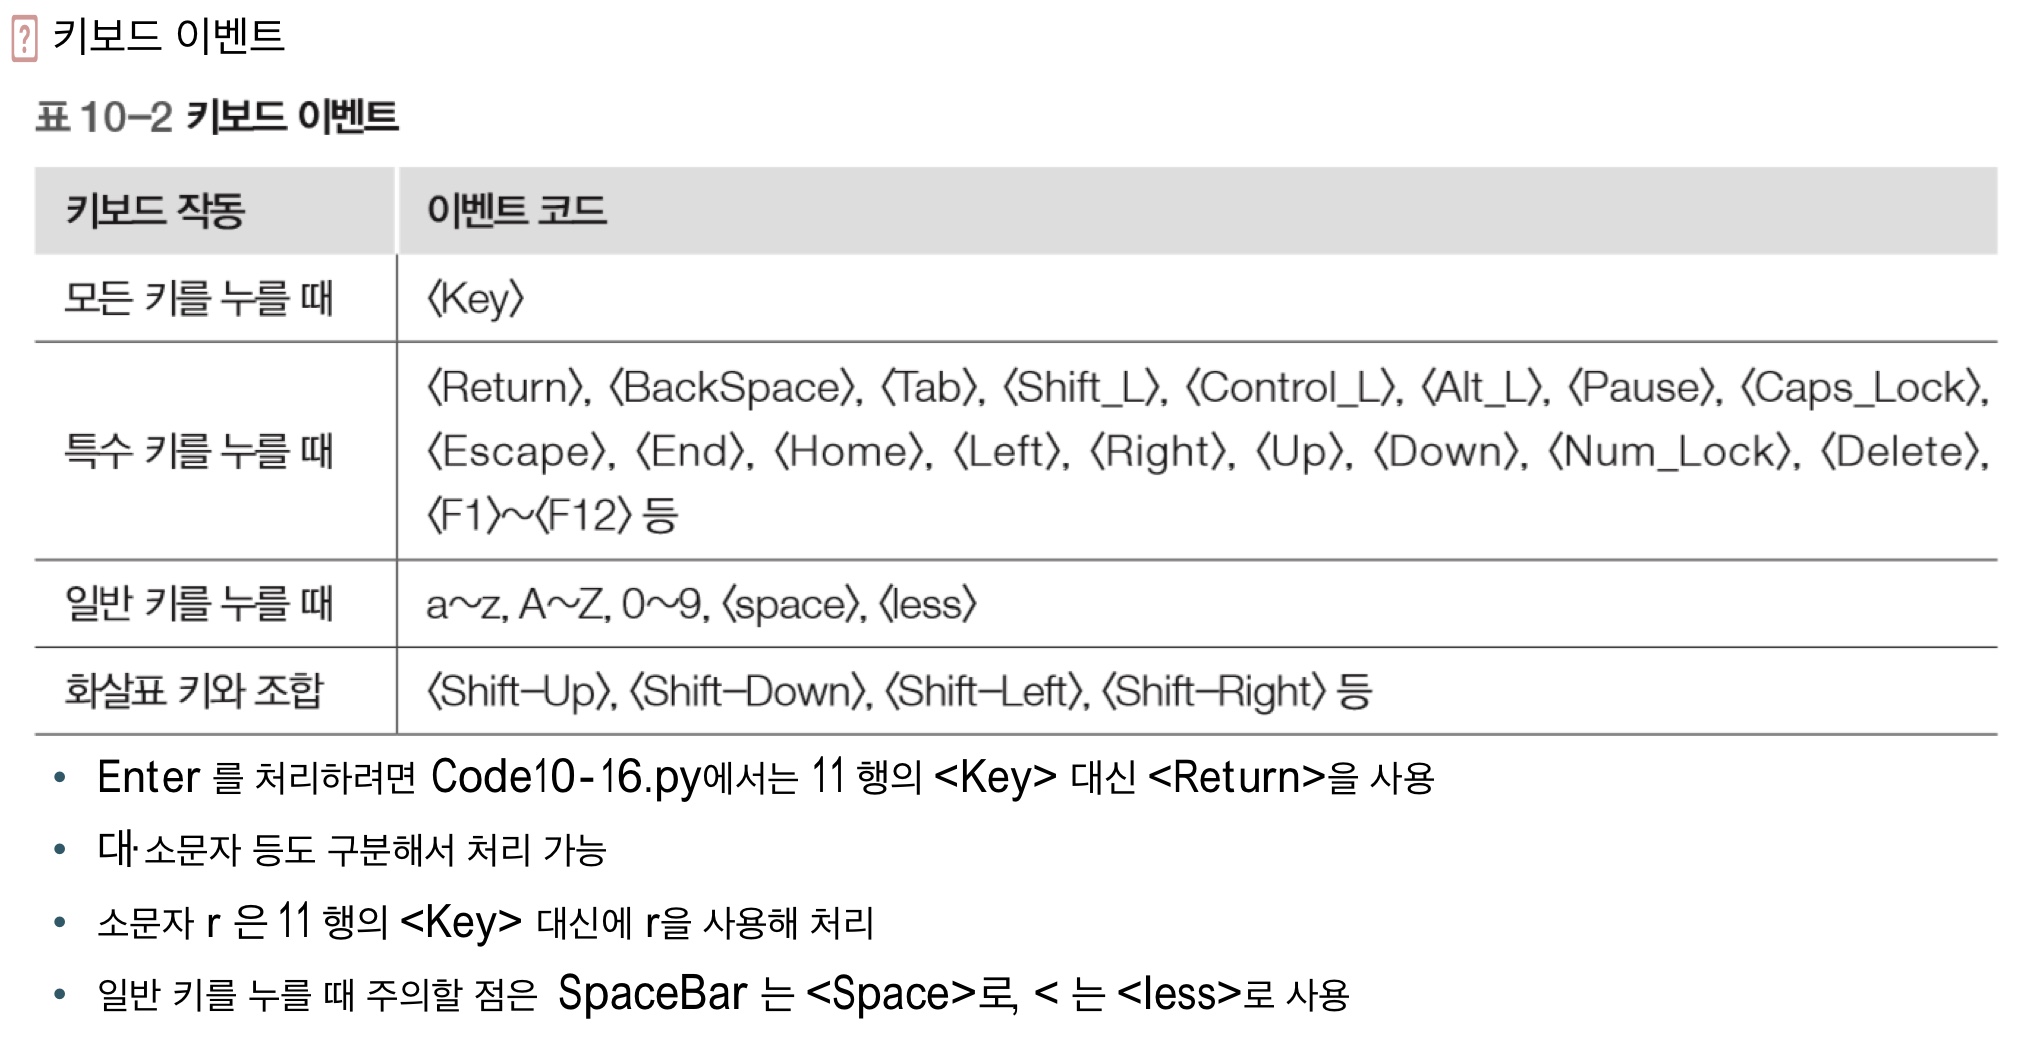 키보드 이벤트
표 10-2 키보드 이벤트
키보드 작동 이벤트 코드
모든 키를 누를 때 〈Key〉
특수 키를 누를 때 〈Return〉, 〈BackSpace〉, 〈Tab〉, 〈Shift_L〉, 〈Control_L〉, 〈Alt_L〉, 〈Pause〉, 〈Caps_Lock〉,
〈Escape〉, 〈End〉, 〈Home〉, 〈Left〉, 〈Right〉, 〈Up〉, 〈Down〉, 〈Num_Lock〉, 〈Delete〉,
〈F1〉~〈F12〉 등
일반 키를 누를 때 a~z, A~Z, 0~9, 〈space〉, 〈less〉
화살표 키와 조합 〈Shift-Up〉, 〈Shift-Down〉, 〈Shift-Left〉, 〈Shift-Right〉 등
• Enter 를 처리하려면 Code10-16.py에서는 11 행의 <Key> 대신 <Return>을 사용
• 대·소문자 등도 구분해서 처리 가능
• 소문자 r 은 11 행의 <Key> 대신에 r을 사용해 처리
• 일반 키를 누를 때 주의할 점은 SpaceBar 는 <Space>로, < 는 <less>로 사용